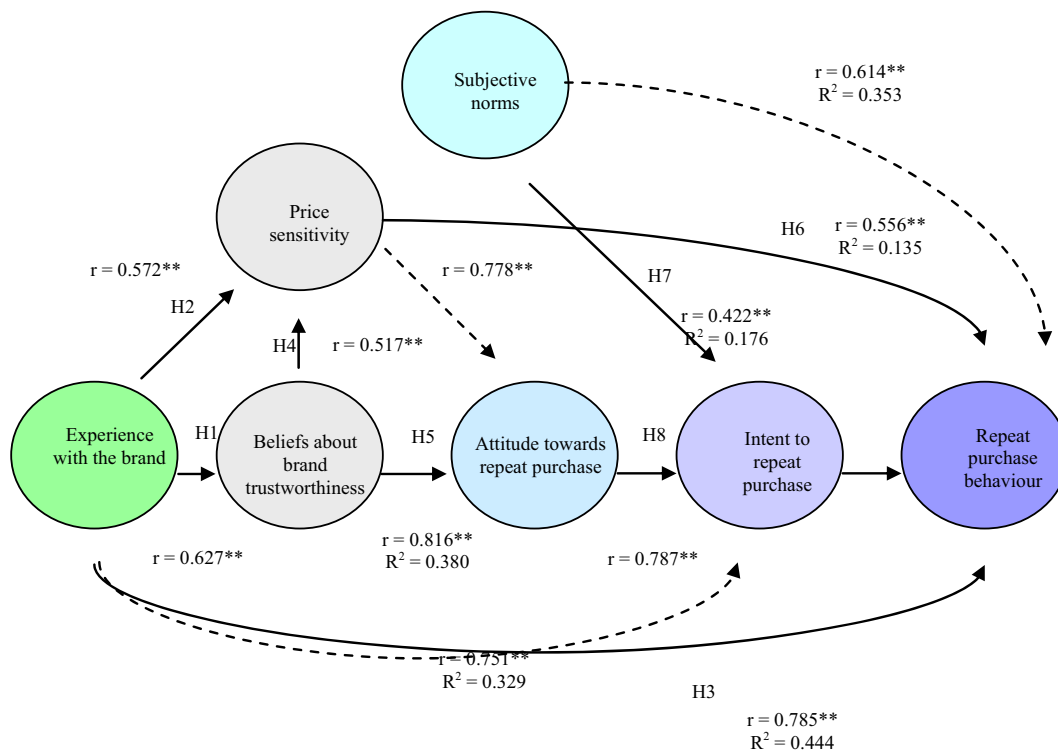 Subjective
norms
r = 0.614**
R² = 0.353
Price
sensitivity
H6
r = 0.556**
R² = 0.135
r = 0.572**
r = 0.778**
H7
H2
r = 0.422**
R² = 0.176
H4
r = 0.517**
Experience
with the brand
H1
Beliefs about
brand
trustworthiness
H5
Attitude towards
repeat purchase
H8
Intent to
repeat
purchase
Repeat
purchase
behaviour
r = 0.627**
r = 0.816**
R² = 0.380
r = 0.787**
r = 0.751**
R² = 0.329
H3
r = 0.785**
R² = 0.444